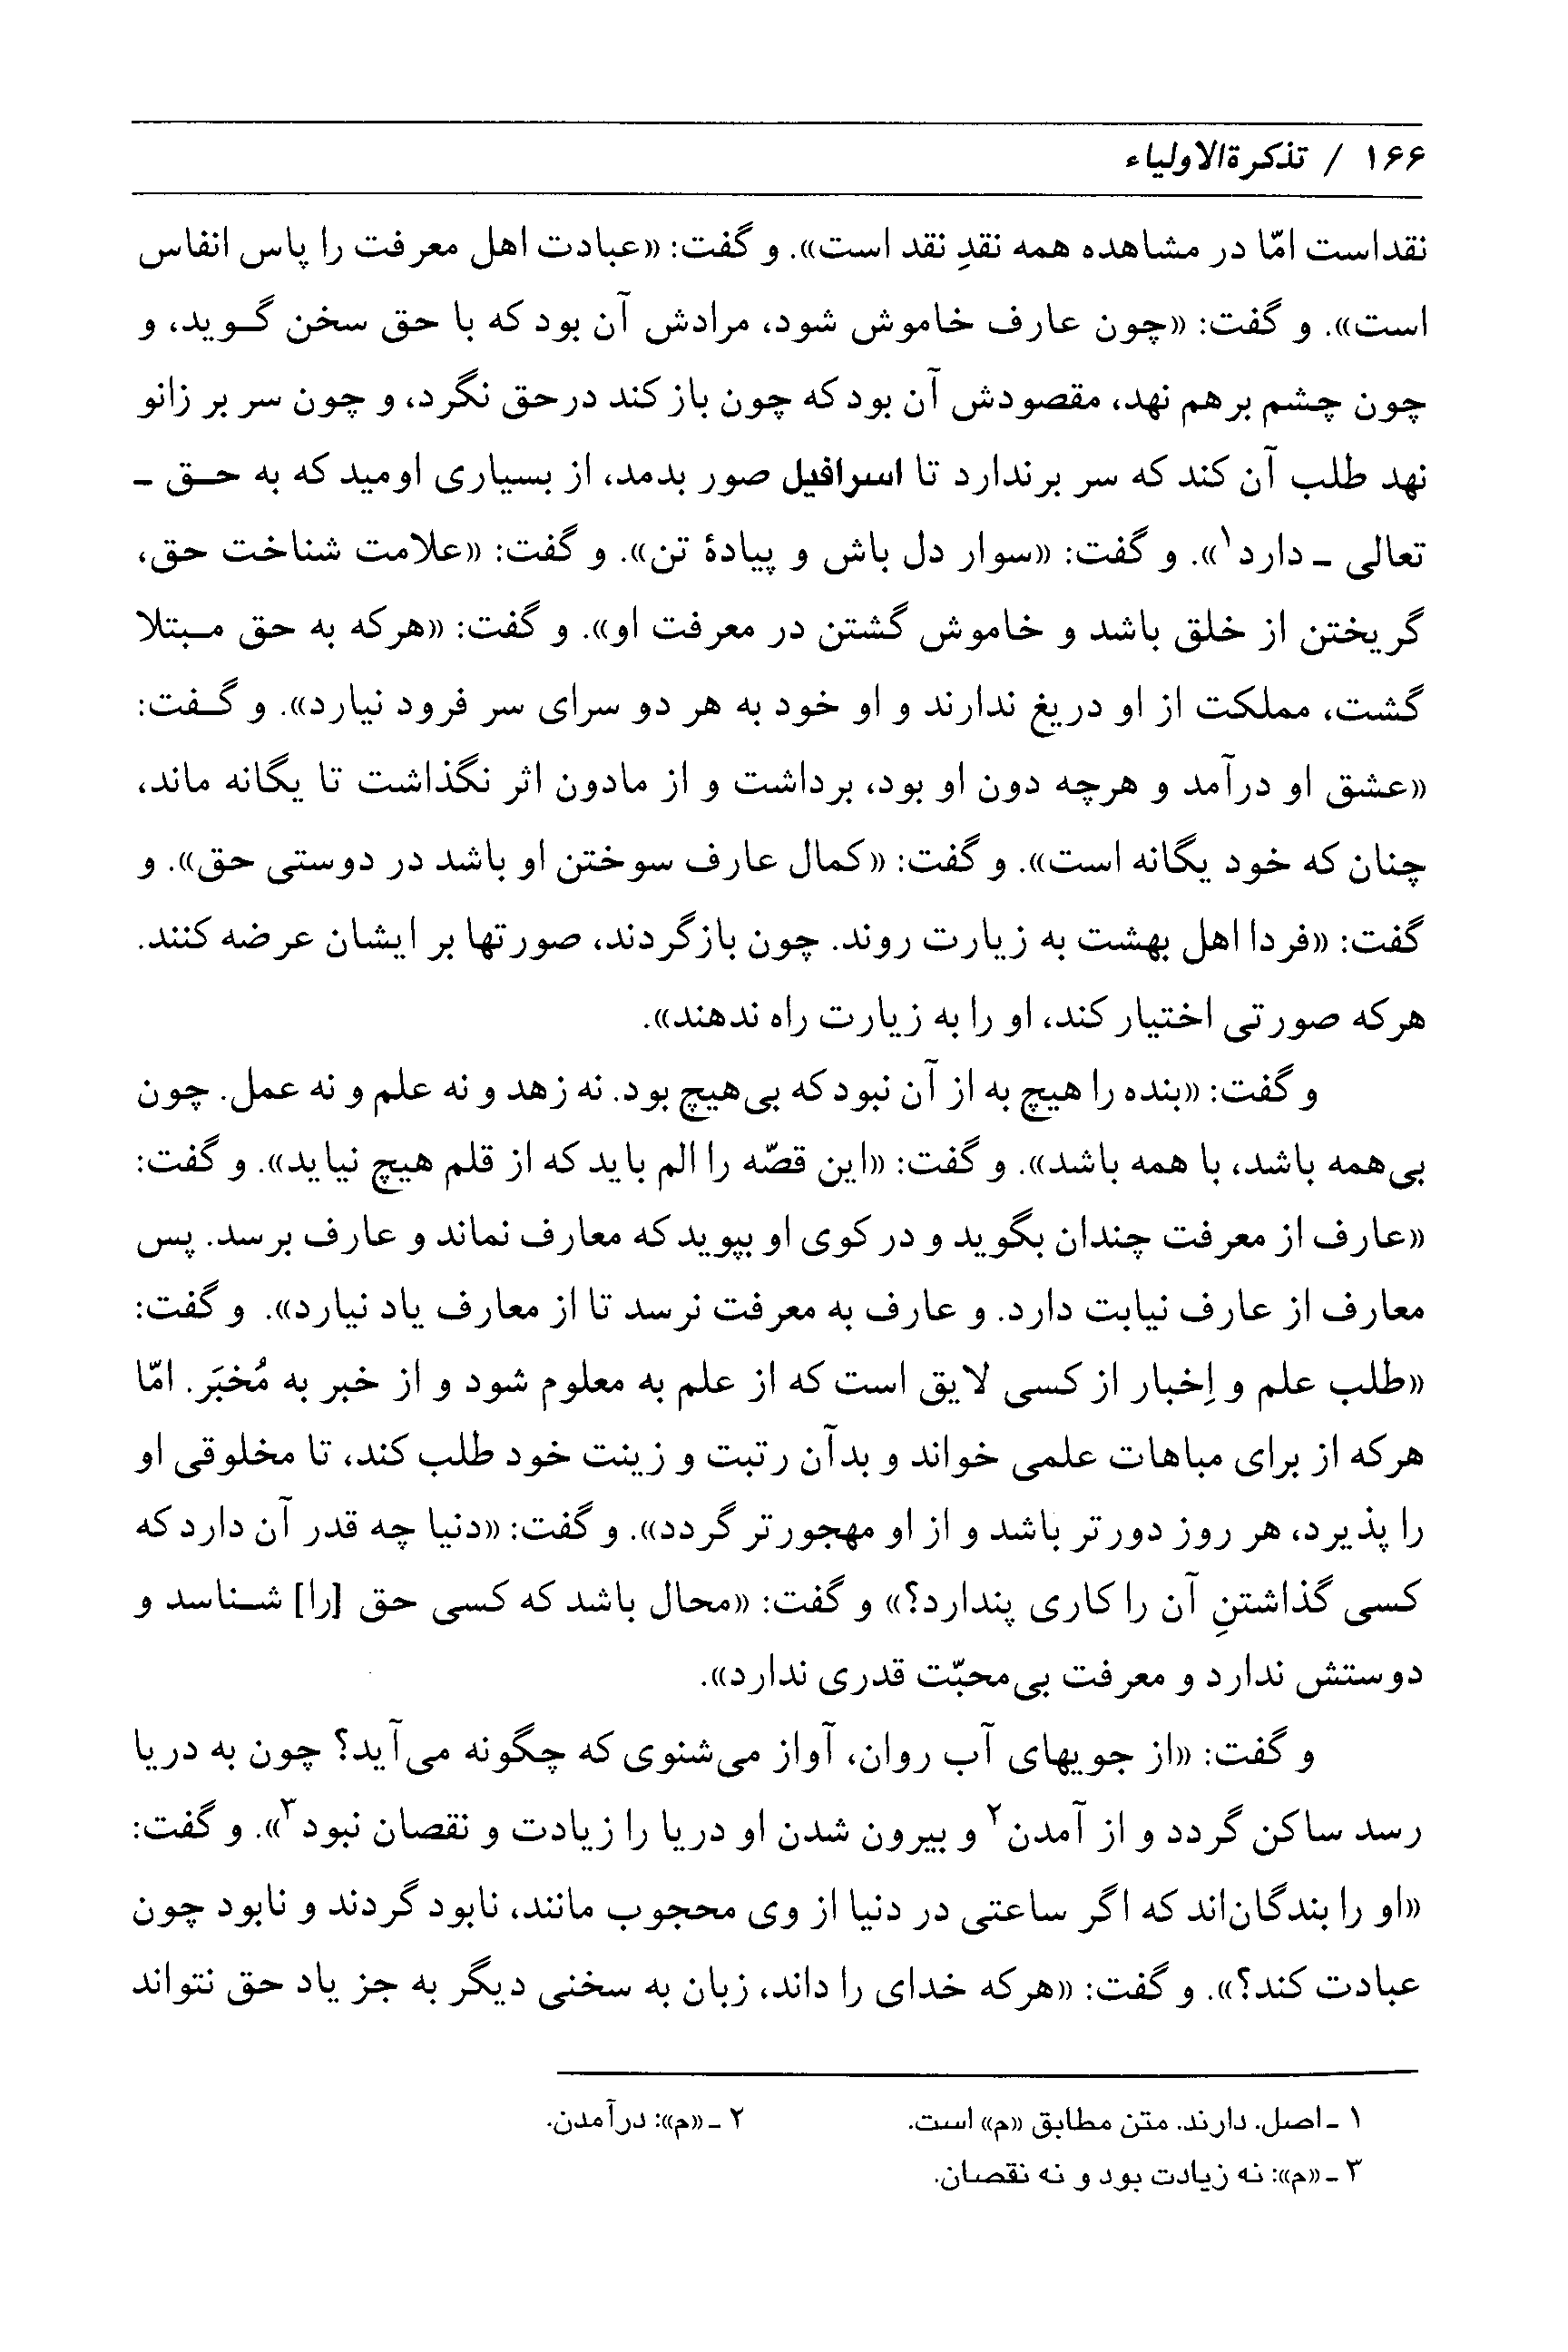 ۱۶۶ / تذکرةالاولیاء
نقداست امّا در مشاهده همه نقدِ نقد است». و گفت: «عبادت اهل معرفت را پاس انفاس
است». و گفت: «چون عارف خاموش شود، مرادش آن بود که با حق سخن گوید، و
چون چشم برهم نهد، مقصودش آن بود که چون باز کند درحق نگرد، و چون سر بر زانو
نهد طلب آن کند که سر برندارد تا اسرافیل صور بدمد، از بسیاری اومید که به حق ـ
تعالی ـ دارد۱». و گفت: «سوار دل باش و پیادۀ تن». و گفت: «علامت شناخت حق،
گریختن از خلق باشد و خاموش گشتن در معرفت او». و گفت: «هرکه به حق مبتلا
گشت، مملکت از او دریغ ندارند و او خود به هر دو سرای سر فرود نیارد». و گفت:
«عشق او درآمد و هرچه دون او بود، برداشت و از مادون اثر نگذاشت تا یگانه ماند،
چنان که خود یگانه است». و گفت: «کمال عارف سوختن او باشد در دوستی حق». و
گفت: «فردا اهل بهشت به زیارت روند. چون بازگردند، صورتها بر ایشان عرضه کنند.
هرکه صورتی اختیار کند، او را به زیارت راه ندهند».
و گفت: «بنده را هیچ به از آن نبود که بی‌هیچ بود. نه زهد و نه علم و نه عمل. چون
بی‌همه باشد، با همه باشد». و گفت: «این قصّه را الم باید که از قلم هیچ نیاید». و گفت:
«عارف از معرفت چندان بگوید و در کوی او بپوید که معارف نماند و عارف برسد. پس
معارف از عارف نیابت دارد. و عارف به معرفت نرسد تا از معارف یاد نیارد». و گفت:
«طلب علم و اِخبار از کسی لایق است که از علم به معلوم شود و از خبر به مُخبَر. امّا
هرکه از برای مباهات علمی خواند و بدآن رتبت و زینت خود طلب کند، تا مخلوقی او
را پذیرد، هر روز دورتر باشد و از او مهجورتر گردد». و گفت: «دنیا چه قدر آن دارد که
کسی گذاشتنِ آن را کاری پندارد؟» و گفت: «محال باشد که کسی حق [را] شناسد و
دوستش ندارد و معرفت بی‌محبّت قدری ندارد».
و گفت: «از جویهای آب روان، آواز می‌شنوی که چگونه می‌آید؟ چون به دریا
رسد ساکن گردد و از آمدن۲ و بیرون شدن او دریا را زیادت و نقصان نبود۳». و گفت:
«او را بندگان‌اند که اگر ساعتی در دنیا از وی محجوب مانند، نابود گردند و نابود چون
عبادت کند؟». و گفت: «هرکه خدای را داند، زبان به سخنی دیگر به جز یاد حق نتواند
۱ ـ اصل. دارند. متن مطابق «م» است. ۲ ـ «م»: درآمدن.
۳ ـ «م»: نه زیادت بود و نه نقصان.